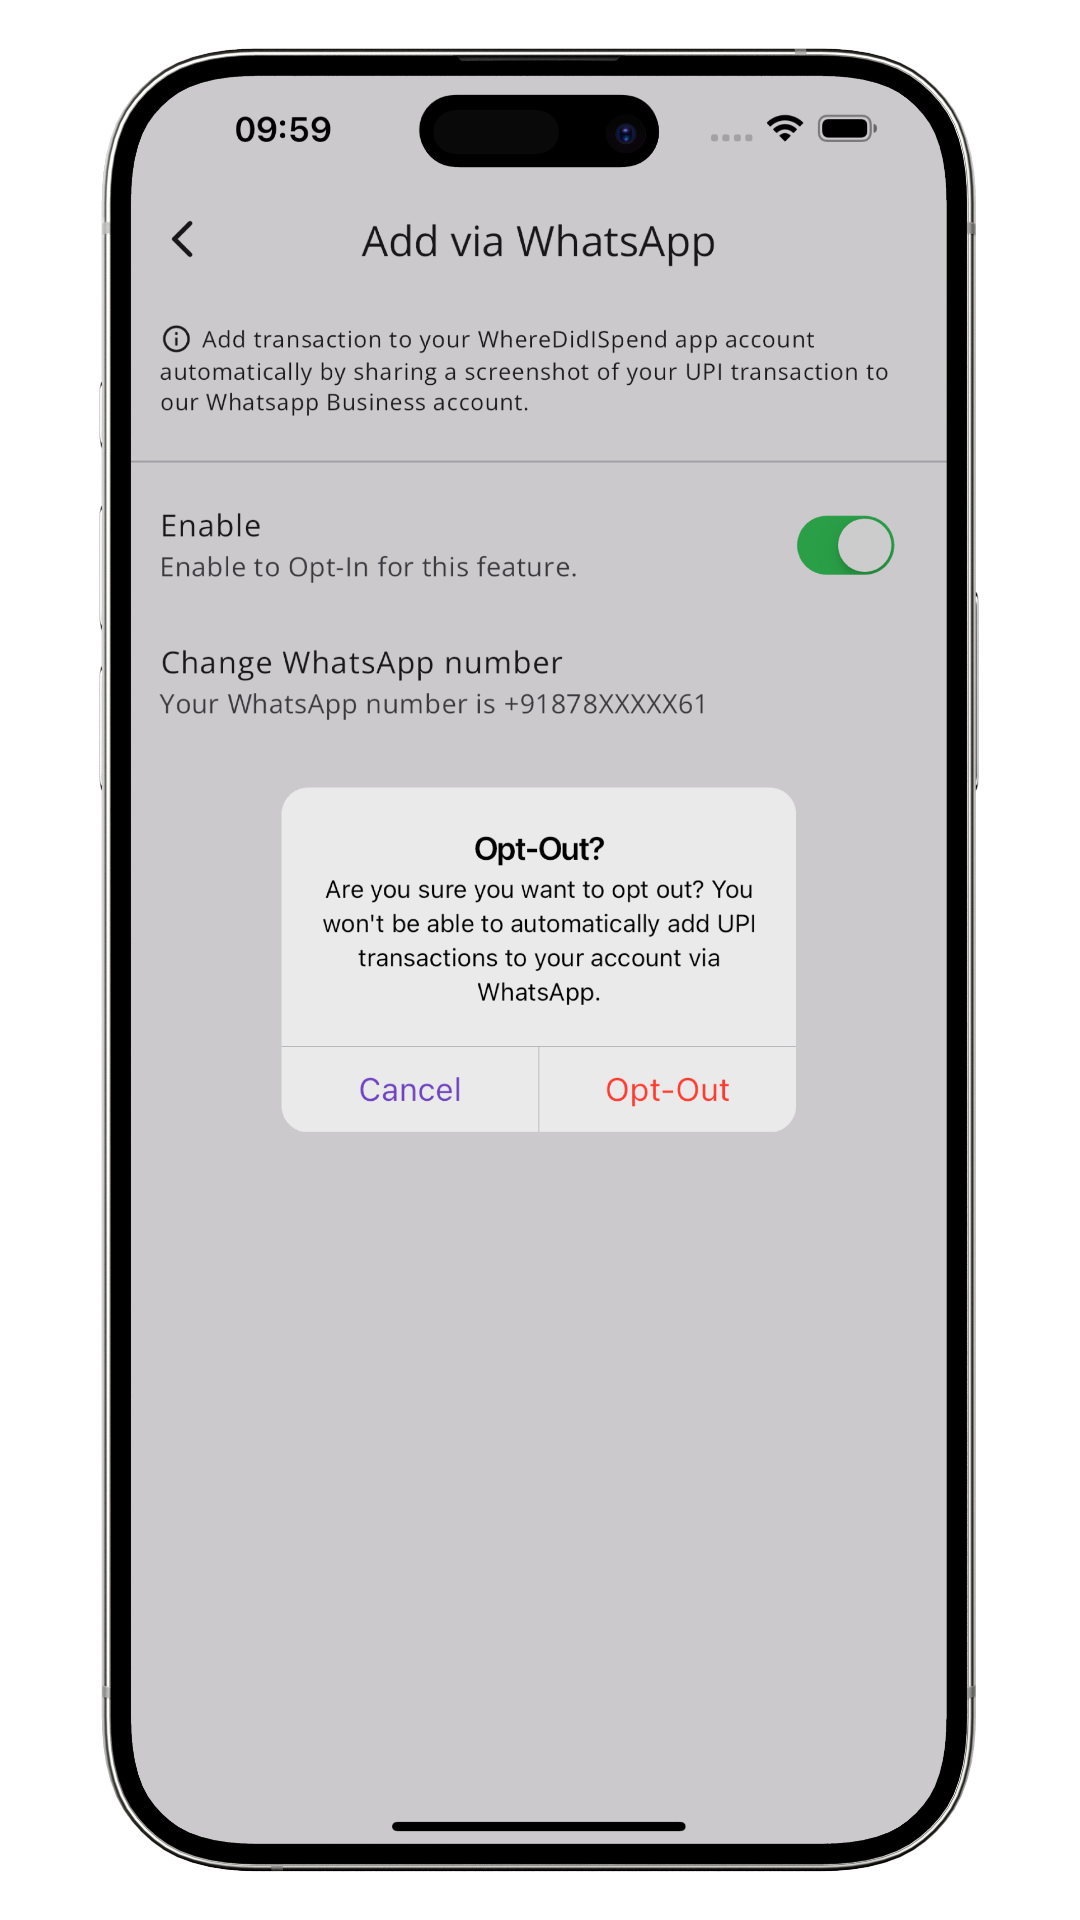 09:59
Add via WhatsApp
Add transaction to your WhereDidISpend app account
automatically by sharing a screenshot of your UPI transaction to
our Whatsapp Business account.
Enable
Enable to Opt-In for this feature.
Change WhatsApp number
Your WhatsApp number is +91878XXXXX61
Opt-Out?
Are you sure you want to opt out? You
won't be able to automatically add UPI
transactions to your account via
WhatsApp.
Cancel
Opt-Out